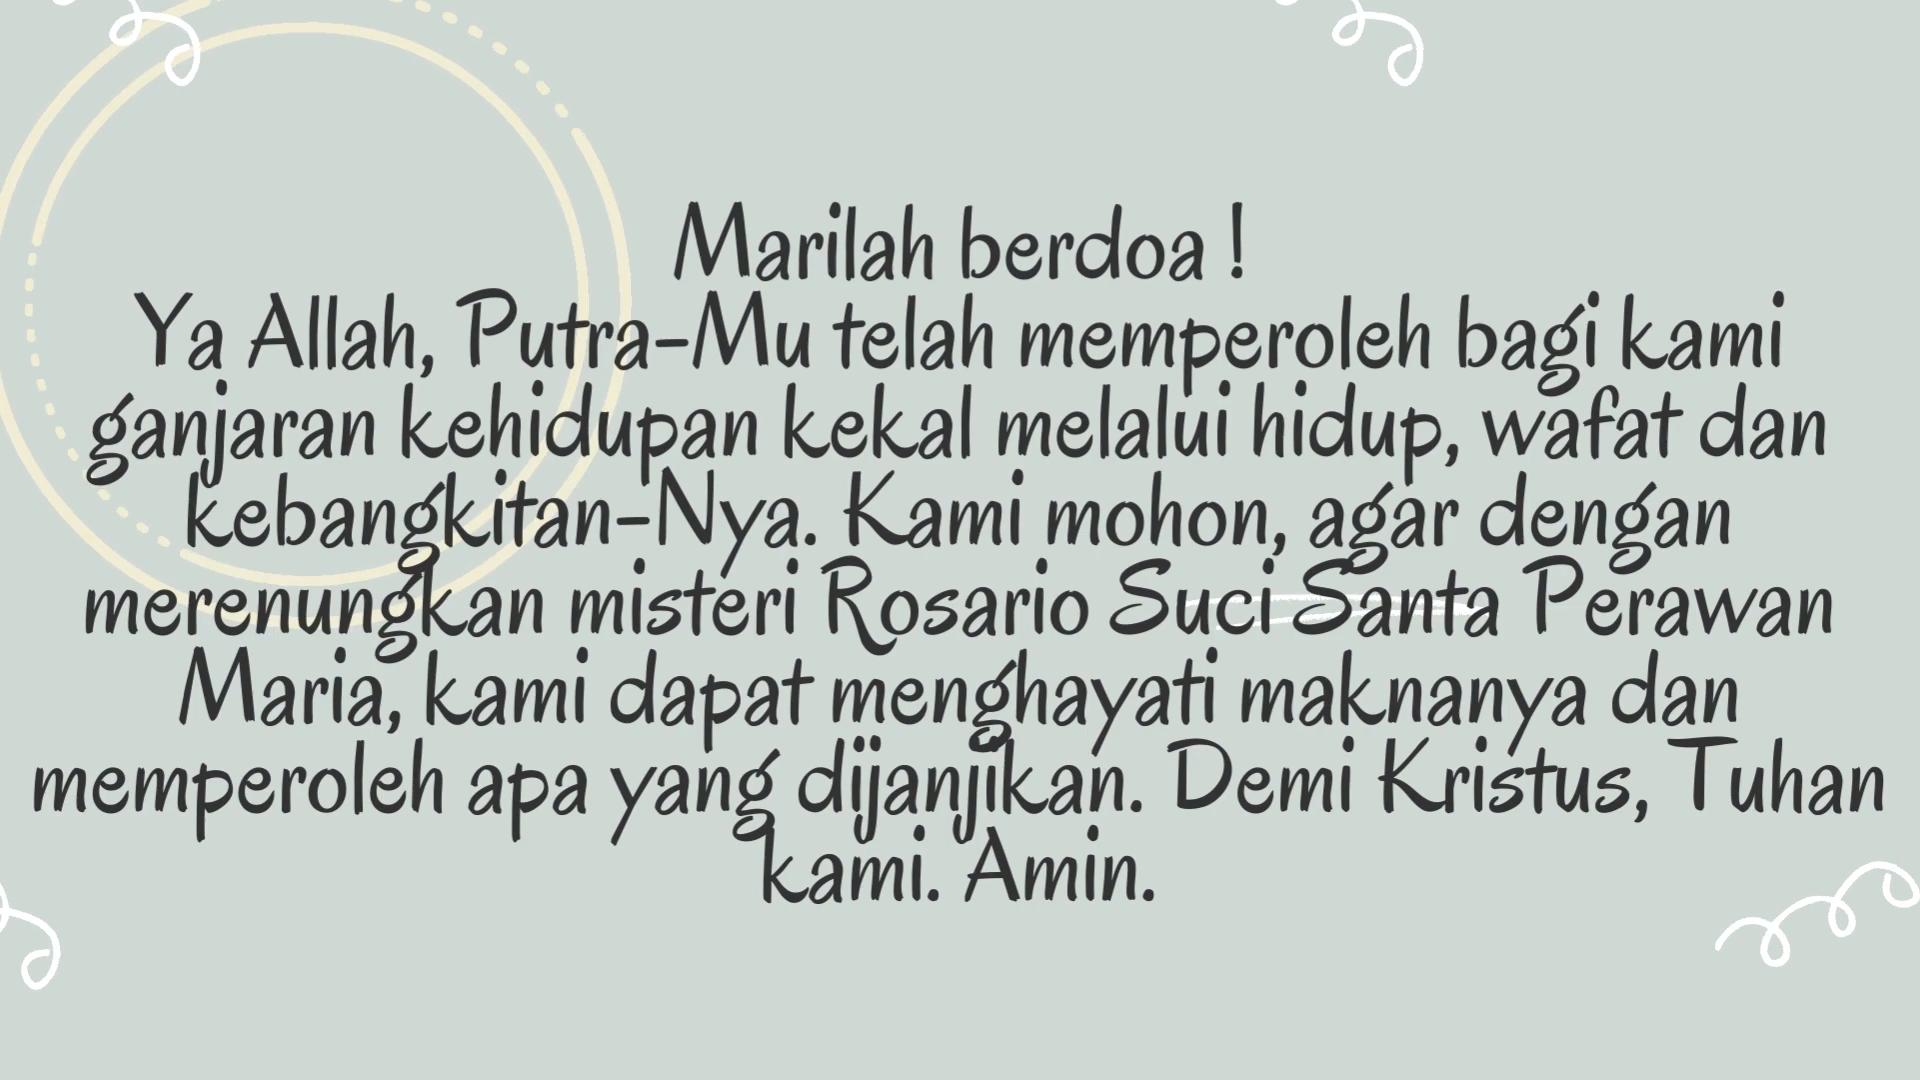 Marilah berdoa !
Ya Allah, Putra-Mu telah memperoleh bagi kami
ganjaran kehidupan kekal melalui hidup, wafat dan
kebangkitan-Nya. Kami mohon, agar dengan
merenungkan misteri Rosario Suci Santa Perawan
Maria, kami dapat menghayati maknanya dan
memperoleh apa yang dijanjikan. Demi Kristus, Tuhan
kami. Amin.